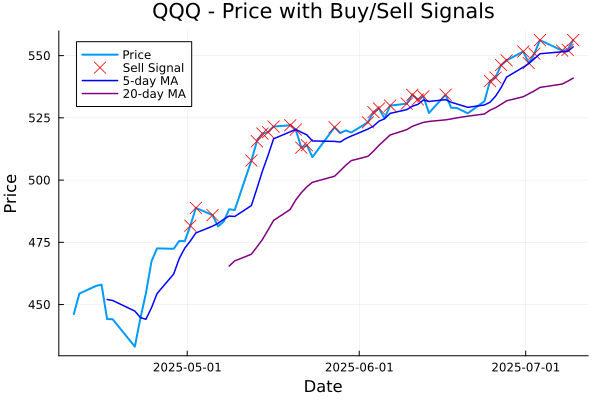 QQQ - Price with Buy/Sell Signals
Price
Sell Signal
5-day MA
20-day MA
550
525
500
475
450
Price
2025-05-01
2025-06-01
2025-07-01
Date